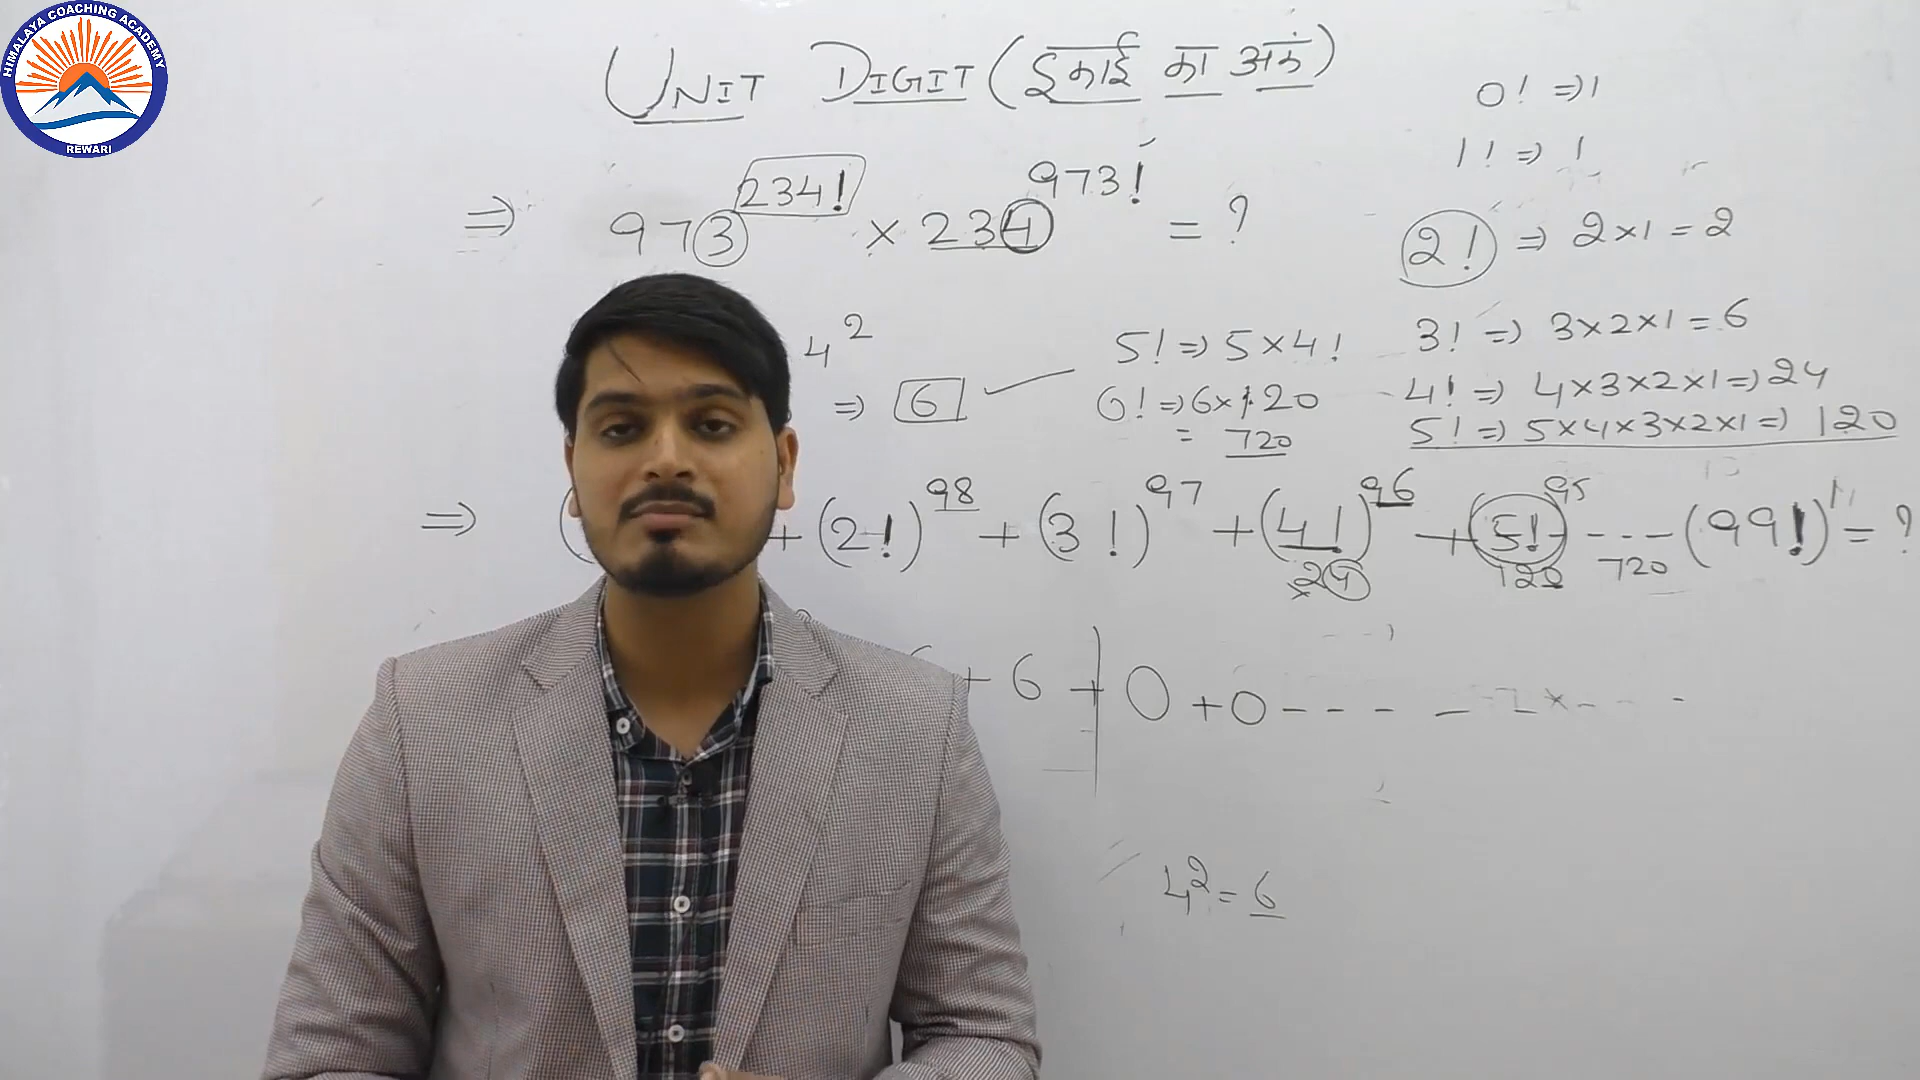 HIMALAYA COACHING ACADEMY
REWARI
UNIT DIGIT (इकाई का अंक)
0! ⇒ 1
1! ⇒ 1
2! ⇒ 2×1 = 2
3! ⇒ 3×2×1 = 6
4! ⇒ 4×3×2×1 ⇒ 24
5! ⇒ 5×4×3×2×1 ⇒ 120
⇒ 973^234! × 234^973! = ?
4^2
⇒ 6
5! ⇒ 5×4!
6! ⇒ 6×120
= 720
⇒ ( + (2!)^98 + (3!)^97 + (4!)^96 + (5!)^95 ---- (99!)^1 = ?
24 120 720
+ 6 + 0 + 0 - - - -
4^2 = 6